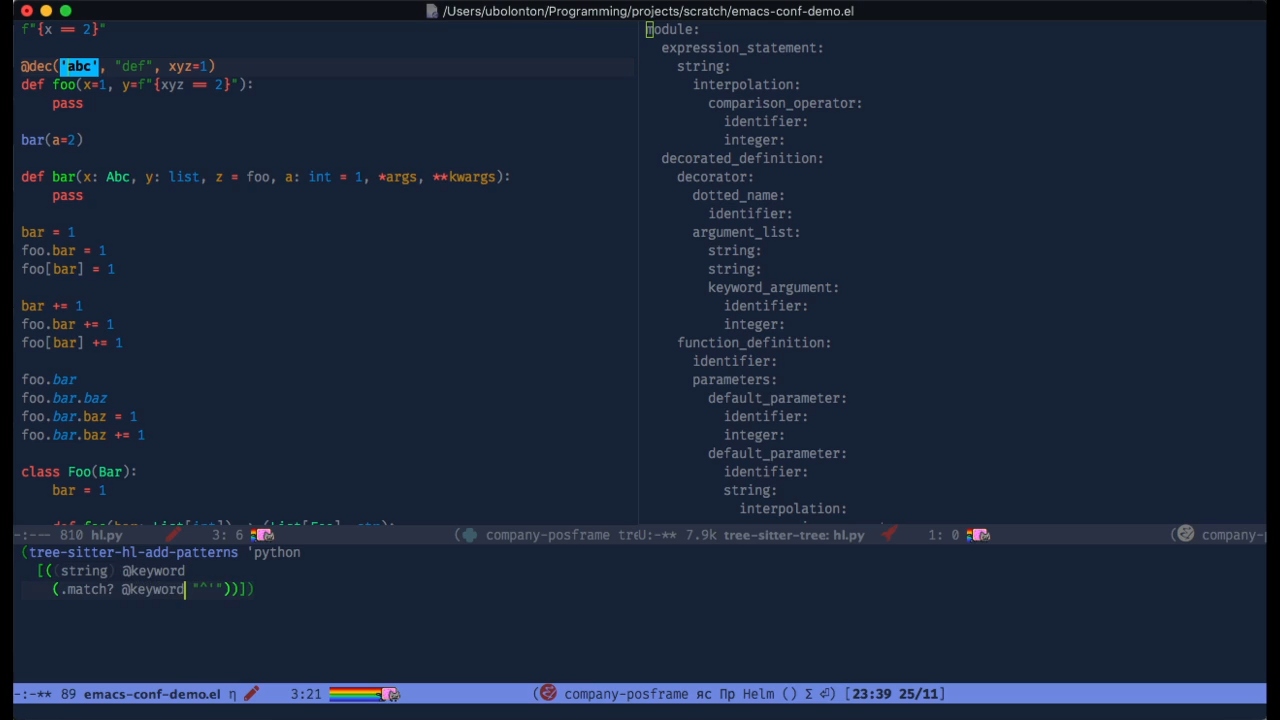 /Users/ubolonton/Programming/projects/scratch/emacs-conf-demo.el
f"{x == 2}"
@dec('abc', "def", xyz=1)
def foo(x=1, y=f"{xyz == 2}"):
    pass
bar(a=2)
def bar(x: Abc, y: list, z = foo, a: int = 1, *args, **kwargs):
    pass
bar = 1
foo.bar = 1
foo[bar] = 1
bar += 1
foo.bar += 1
foo[bar] += 1
foo.bar
foo.bar.baz
foo.bar.baz = 1
foo.bar.baz += 1
class Foo(Bar):
    bar = 1
-:--- 810 hl.py 3: 6 (company-posframe tre
module:
  expression_statement:
    string:
      interpolation:
        comparison_operator:
          identifier:
          integer:
  decorated_definition:
    decorator:
      dotted_name:
        identifier:
      argument_list:
        string:
        string:
        keyword_argument:
          identifier:
          integer:
    function_definition:
      identifier:
      parameters:
        default_parameter:
          identifier:
          integer:
        default_parameter:
          identifier:
          string:
            interpolation:
U:-** 7.9k tree-sitter-tree: hl.py 1: 0 (company-
(tree-sitter-hl-add-patterns 'python
  [((string) @keyword
    (.match? @keyword "^'"))])
-:-** 89 emacs-conf-demo.el η 3:21 (company-posframe яс Пр Helm () Σ ⏎) [23:39 25/11]